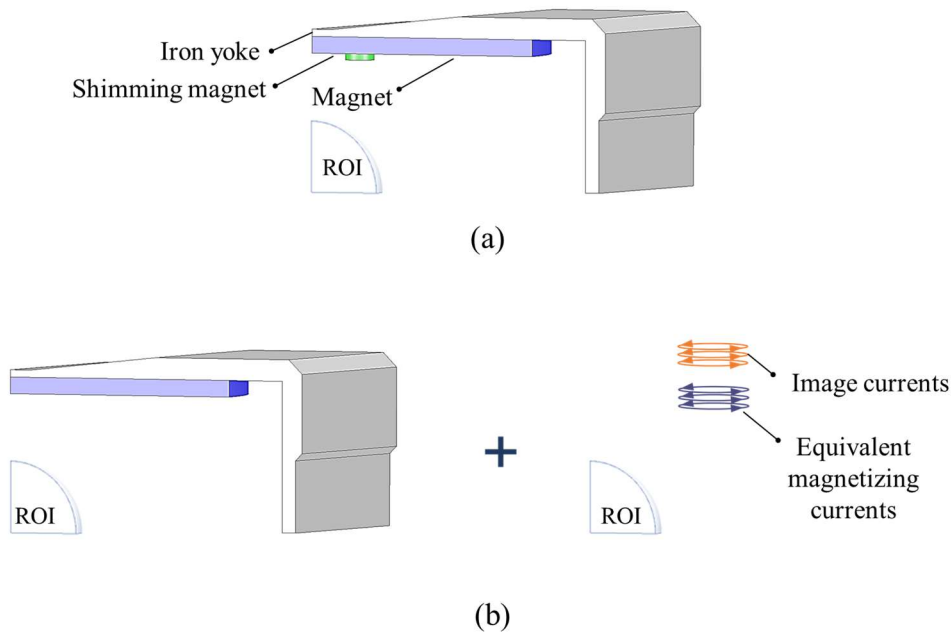 Iron yoke
Shimming magnet
Magnet
ROI
(a)
Image currents
Equivalent
magnetizing
currents
ROI
ROI
(b)